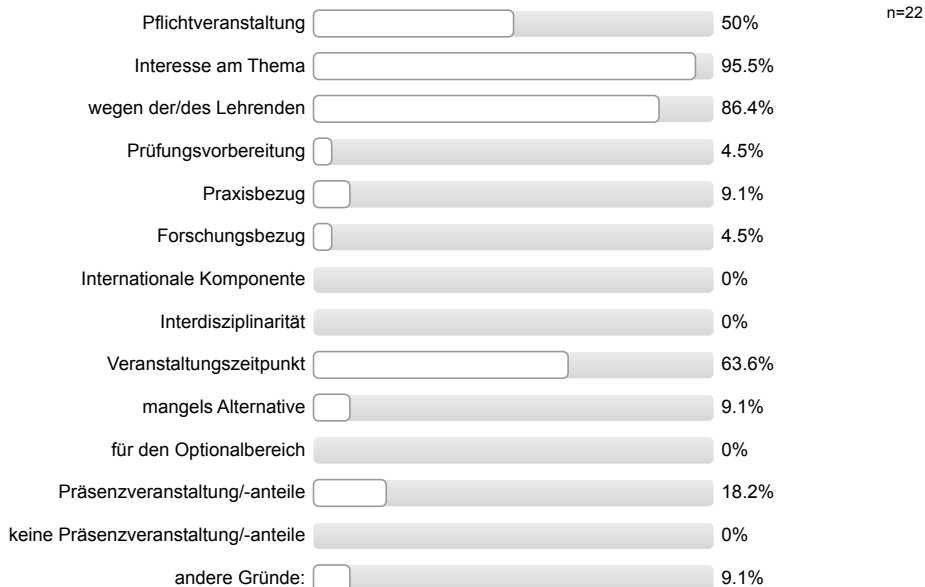 Pflichtveranstaltung 50% n=22
Interesse am Thema 95.5%
wegen der/des Lehrenden 86.4%
Prüfungsvorbereitung 4.5%
Praxisbezug 9.1%
Forschungsbezug 4.5%
Internationale Komponente 0%
Interdisziplinarität 0%
Veranstaltungszeitpunkt 63.6%
mangels Alternative 9.1%
für den Optionalbereich 0%
Präsenzveranstaltung/-anteile 18.2%
keine Präsenzveranstaltung/-anteile 0%
andere Gründe: 9.1%